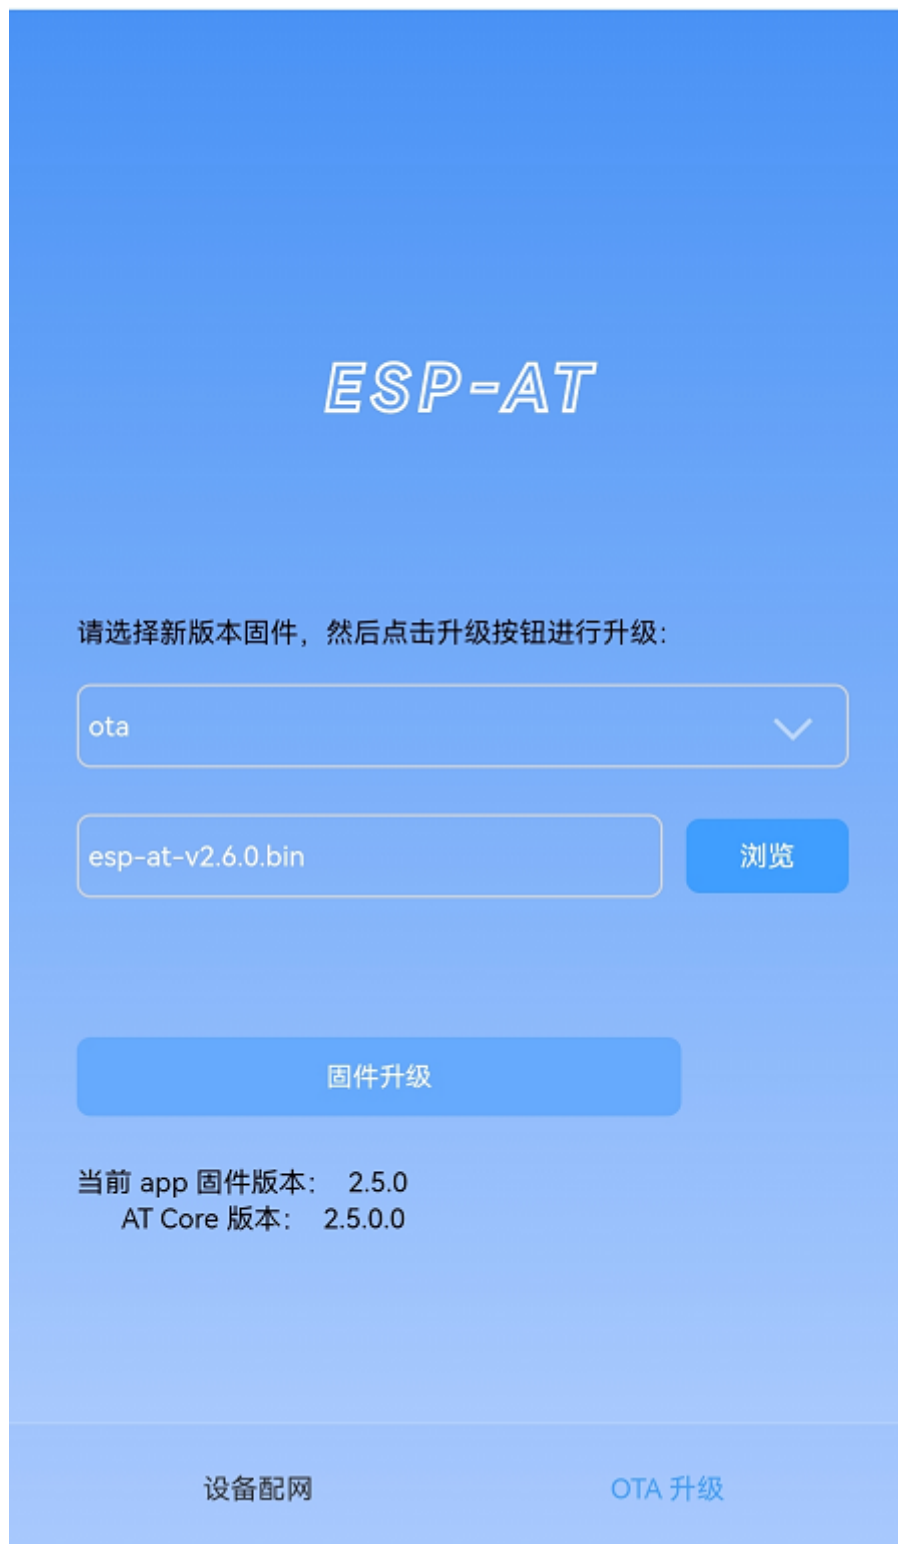 ESP-AT
请选择新版本固件，然后点击升级按钮进行升级：
ota
esp-at-v2.6.0.bin
浏览
固件升级
当前 app 固件版本： 2.5.0
AT Core 版本： 2.5.0.0
设备配网
OTA 升级